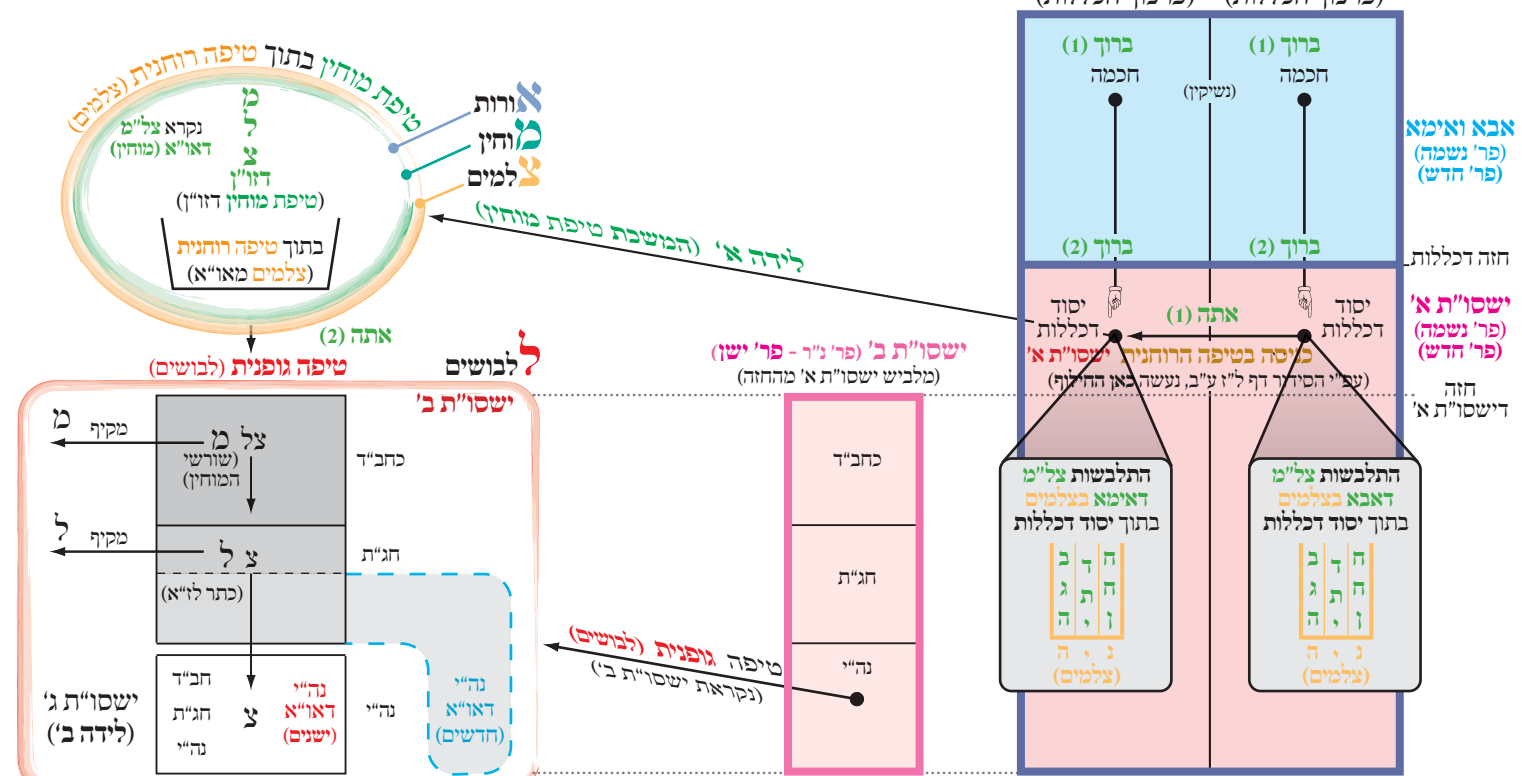 אבא ואימא
(פר' נשמה)
(פר' חדש)
חזה דכללות
ישסו"ת א'
(פר' נשמה)
(פר' חדש)
חזה
דישסו"ת א'
ברוך (1)
חכמה
ברוך (1)
חכמה
(נשיקין)
ברוך (2)
ברוך (2)
יסוד
דכללות
יסוד
דכללות
אתה (1)
כניסה בטיפה הרוחנית ישסו"ת א'
(עפ"י הסידור דף ל"ז ע"ב, נעשה כאן החילוף)
התלבשות צל"מ
דאבא בצלמים
בתוך יסוד דכללות
ח ד ב
ח ת ג
ן י ה
נ י ה
(צלמים)
התלבשות צל"מ
דאימא בצלמים
בתוך יסוד דכללות
ח ד ב
ח ת ג
ן י ה
נ י ה
(צלמים)
לידה א' (המשכת טיפת מוחין)
ישסו"ת ב' (פר' נ"ר - פר' ישן)
(מלביש ישסו"ת א' מהחזה)
כחב"ד
חג"ת
נה"י
טיפה גופנית (לבושים)
(נקראת ישסו"ת ב')
טיפת מוחין בתוך טיפה רוחנית (צלמים)
אורות
מוחין
צלמים
מ
ל
צ
דזו"ן
נקרא צל"מ
דאו"א (מוחין)
(טיפת מוחין דזו"ן)
בתוך טיפה רוחנית
(צלמים מאו"א)
אתה (2)
טיפה גופנית (לבושים)
לבושים
ישסו"ת ב'
כחב"ד
צל מ
(שורשי
המוחין)
מקיף
מ
חג"ת
צ ל
מקיף
ל
(כתר לז"א)
נה"י
דאו"א
(חדשים)
נה"י
נה"י
דאו"א
(ישנים)
צ
חב"ד
חג"ת
נה"י
ישסו"ת ג'
(לידה ב')